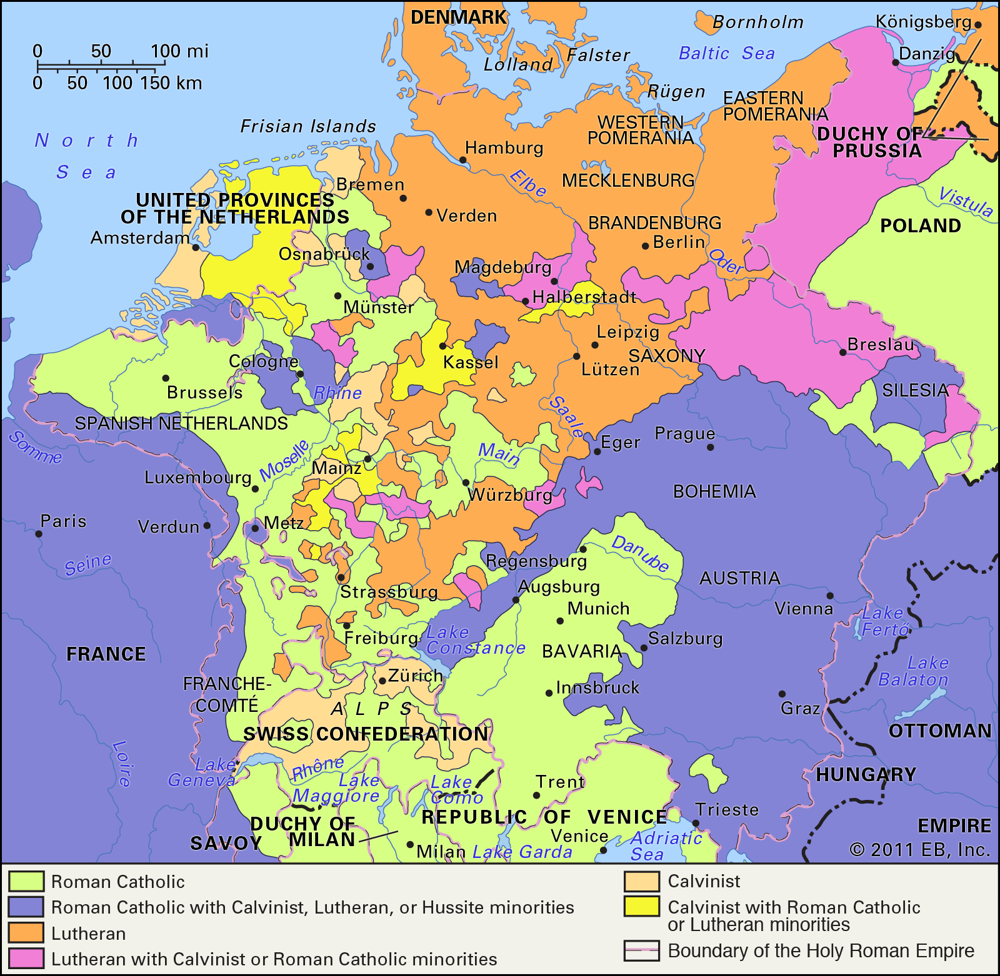 DENMARK
Bornholm
Königsberg
0 50 100 mi
0 50 100 150 km
Lolland
Falster
Baltic Sea
Danzig
Rügen
EASTERN
POMERANIA
Frisian Islands
WESTERN
POMERANIA
North
Sea
Hamburg
DUCHY OF
PRUSSIA
Elbe
MECKLENBURG
Bremen
UNITED PROVINCES
OF THE NETHERLANDS
Vistula
Verden
BRANDENBURG
POLAND
Amsterdam
Berlin
Osnabrück
Oder
Magdeburg
Halberstadt
Münster
Leipzig
Breslau
SAXONY
Cologne
Kassel
Lützen
Brussels
Rhine
SILESIA
Saale
SPANISH NETHERLANDS
Somme
Moselle
Main
Eger
Prague
Mainz
Luxembourg
Würzburg
BOHEMIA
Paris
Verdun
Metz
Seine
Danube
Regensburg
AUSTRIA
Strassburg
Augsburg
Munich
Vienna
Lake
Fertő
Freiburg
Lake
Constance
BAVARIA
Salzburg
FRANCE
Lake
Balaton
Zürich
FRANCHE-
COMTÉ
Innsbruck
Graz
ALPS
SWISS CONFEDERATION
OTTOMAN
Loire
Lake
Geneva
Rhône
Lake
Maggiore
Lake
Como
Trent
HUNGARY
DUCHY OF
MILAN
REPUBLIC OF VENICE
Trieste
SAVOY
Milan
Lake Garda
Venice
Adriatic
Sea
EMPIRE
© 2011 EB, Inc.
Roman Catholic
Roman Catholic with Calvinist, Lutheran, or Hussite minorities
Lutheran
Lutheran with Calvinist or Roman Catholic minorities
Calvinist
Calvinist with Roman Catholic
or Lutheran minorities
Boundary of the Holy Roman Empire